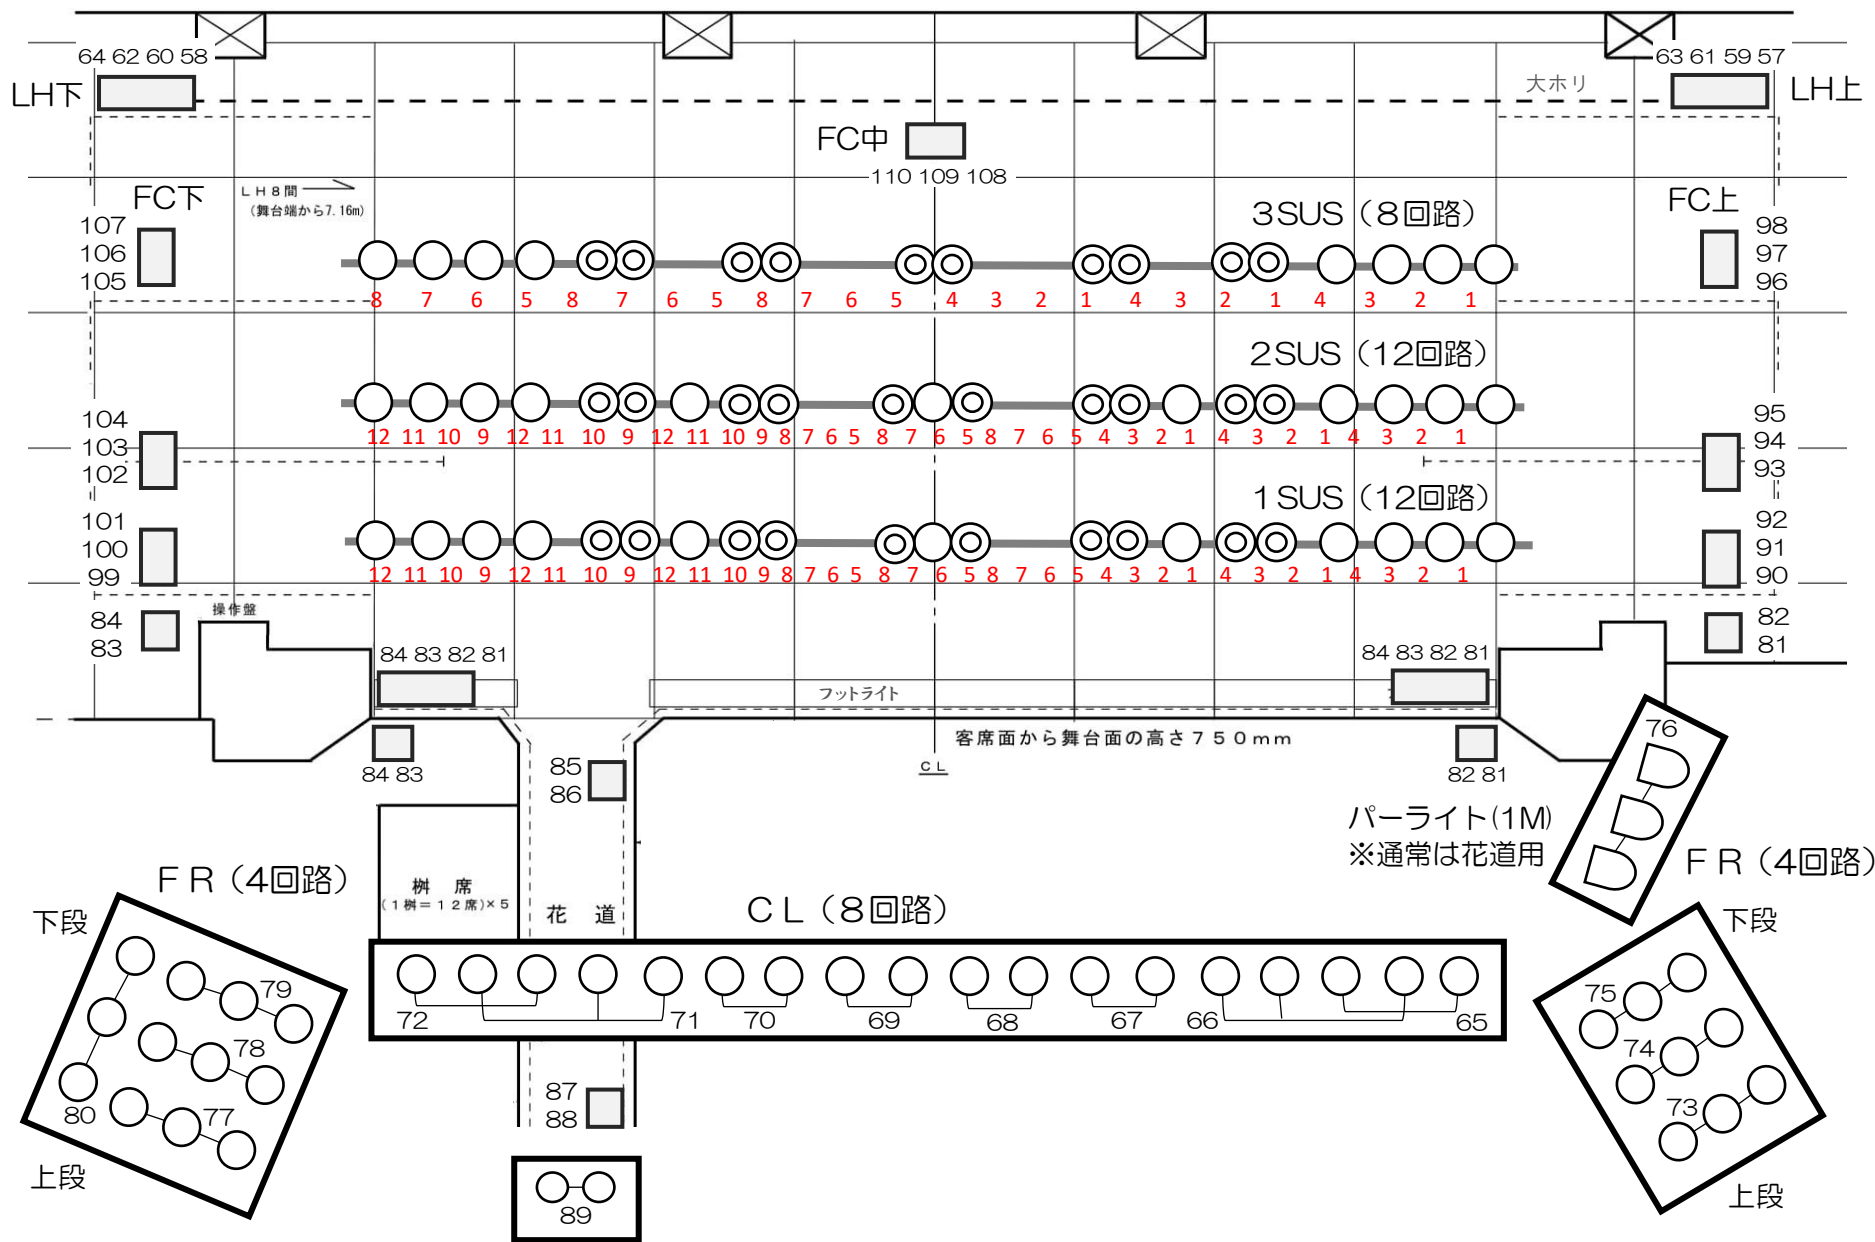 64 62 60 58
63 61 59 57
LH下
大ホリ
LH上
FC中
110 109 108
FC下
LH8間
(舞台端から7.16m)
107
106
105
3SUS（8回路）
FC上
98
97
96
8 7 6 5 8 7 6 5 8 7 6 5 4 3 2 1 4 3 2 1 4 3 2 1
2SUS（12回路）
104
103
102
95
94
93
12 11 10 9 12 11 10 9 12 11 10 9 8 7 6 5 8 7 6 5 8 7 6 5 4 3 2 1 4 3 2 1 4 3 2 1
1SUS（12回路）
101
100
99
92
91
90
12 11 10 9 12 11 10 9 12 11 10 9 8 7 6 5 8 7 6 5 8 7 6 5 4 3 2 1 4 3 2 1 4 3 2 1
操作盤
84
83
82
81
84 83 82 81
84 83 82 81
フットライト
客席面から舞台面の高さ750mm
CL
84 83
82 81
85
86
76
パーライト(1M)
※通常は花道用
FR（4回路）
FR（4回路）
桝 席
(1桝=12席)×5
花 道
CL（8回路）
下段
下段
79
78
77
80
上段
72 71 70 69 68 67 66 65
75
74
73
上段
87
88
89